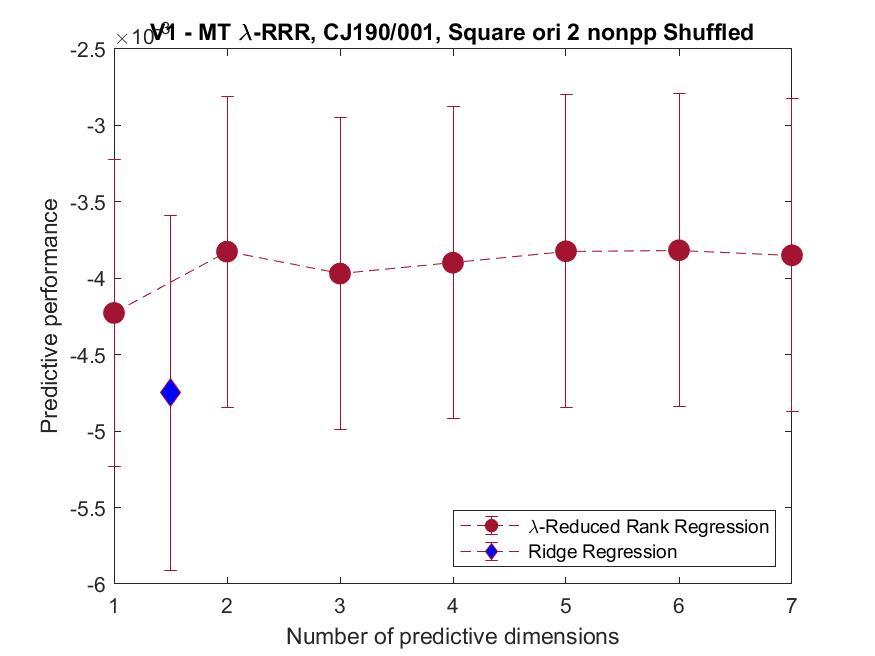 V1 - MT λ-RRR, CJ190/001, Square ori 2 nonpp Shuffled
×10⁻³
-2.5
-3
-3.5
-4
-4.5
-5
-5.5
-6
Predictive performance
λ-Reduced Rank Regression
Ridge Regression
1 2 3 4 5 6 7
Number of predictive dimensions